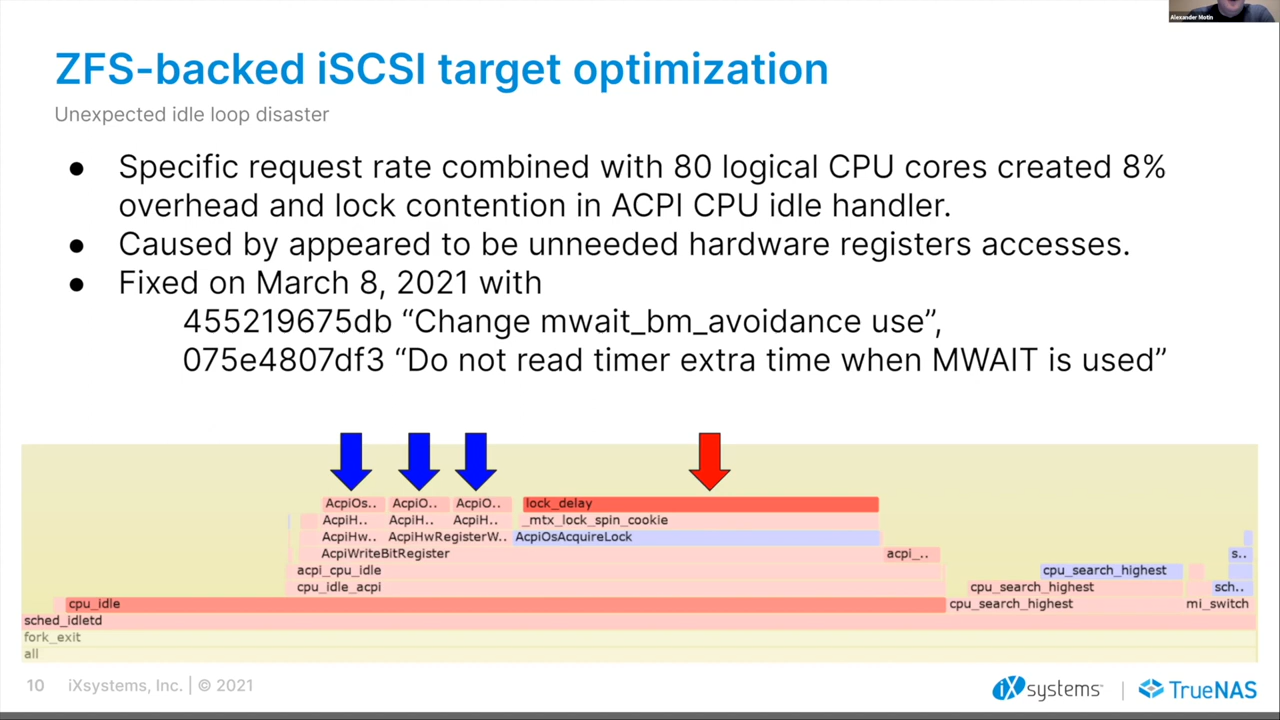 Alexander Motin
ZFS-backed iSCSI target optimization
Unexpected idle loop disaster
● Specific request rate combined with 80 logical CPU cores created 8%
overhead and lock contention in ACPI CPU idle handler.
● Caused by appeared to be unneeded hardware registers accesses.
● Fixed on March 8, 2021 with
455219675db “Change mwait_bm_avoidance use”,
075e4807df3 “Do not read timer extra time when MWAIT is used”
AcpiOs.. AcpiO.. AcpiO.. lock_delay
AcpiH.. AcpiH.. AcpiH.. _mtx_lock_spin_cookie
AcpiHw.. AcpiHwRegisterW.. AcpiOsAcquireLock
AcpiWriteBitRegister acpi_.. s..
acpi_cpu_idle cpu_search_highest
cpu_idle_acpi cpu_search_highest sch..
cpu_idle cpu_search_highest mi_switch
sched_idletd
fork_exit
all
10 iXsystems, Inc. | © 2021
iXsystems | TrueNAS